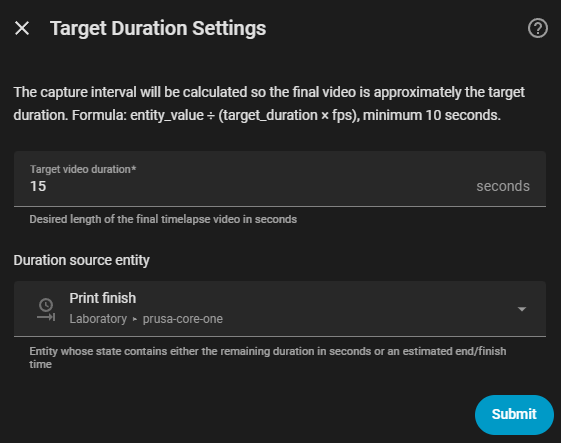 Target Duration Settings
The capture interval will be calculated so the final video is approximately the target
duration. Formula: entity_value ÷ (target_duration × fps), minimum 10 seconds.
Target video duration*
15 seconds
Desired length of the final timelapse video in seconds
Duration source entity
Print finish
Laboratory ▸ prusa-core-one
Entity whose state contains either the remaining duration in seconds or an estimated end/finish
time
Submit